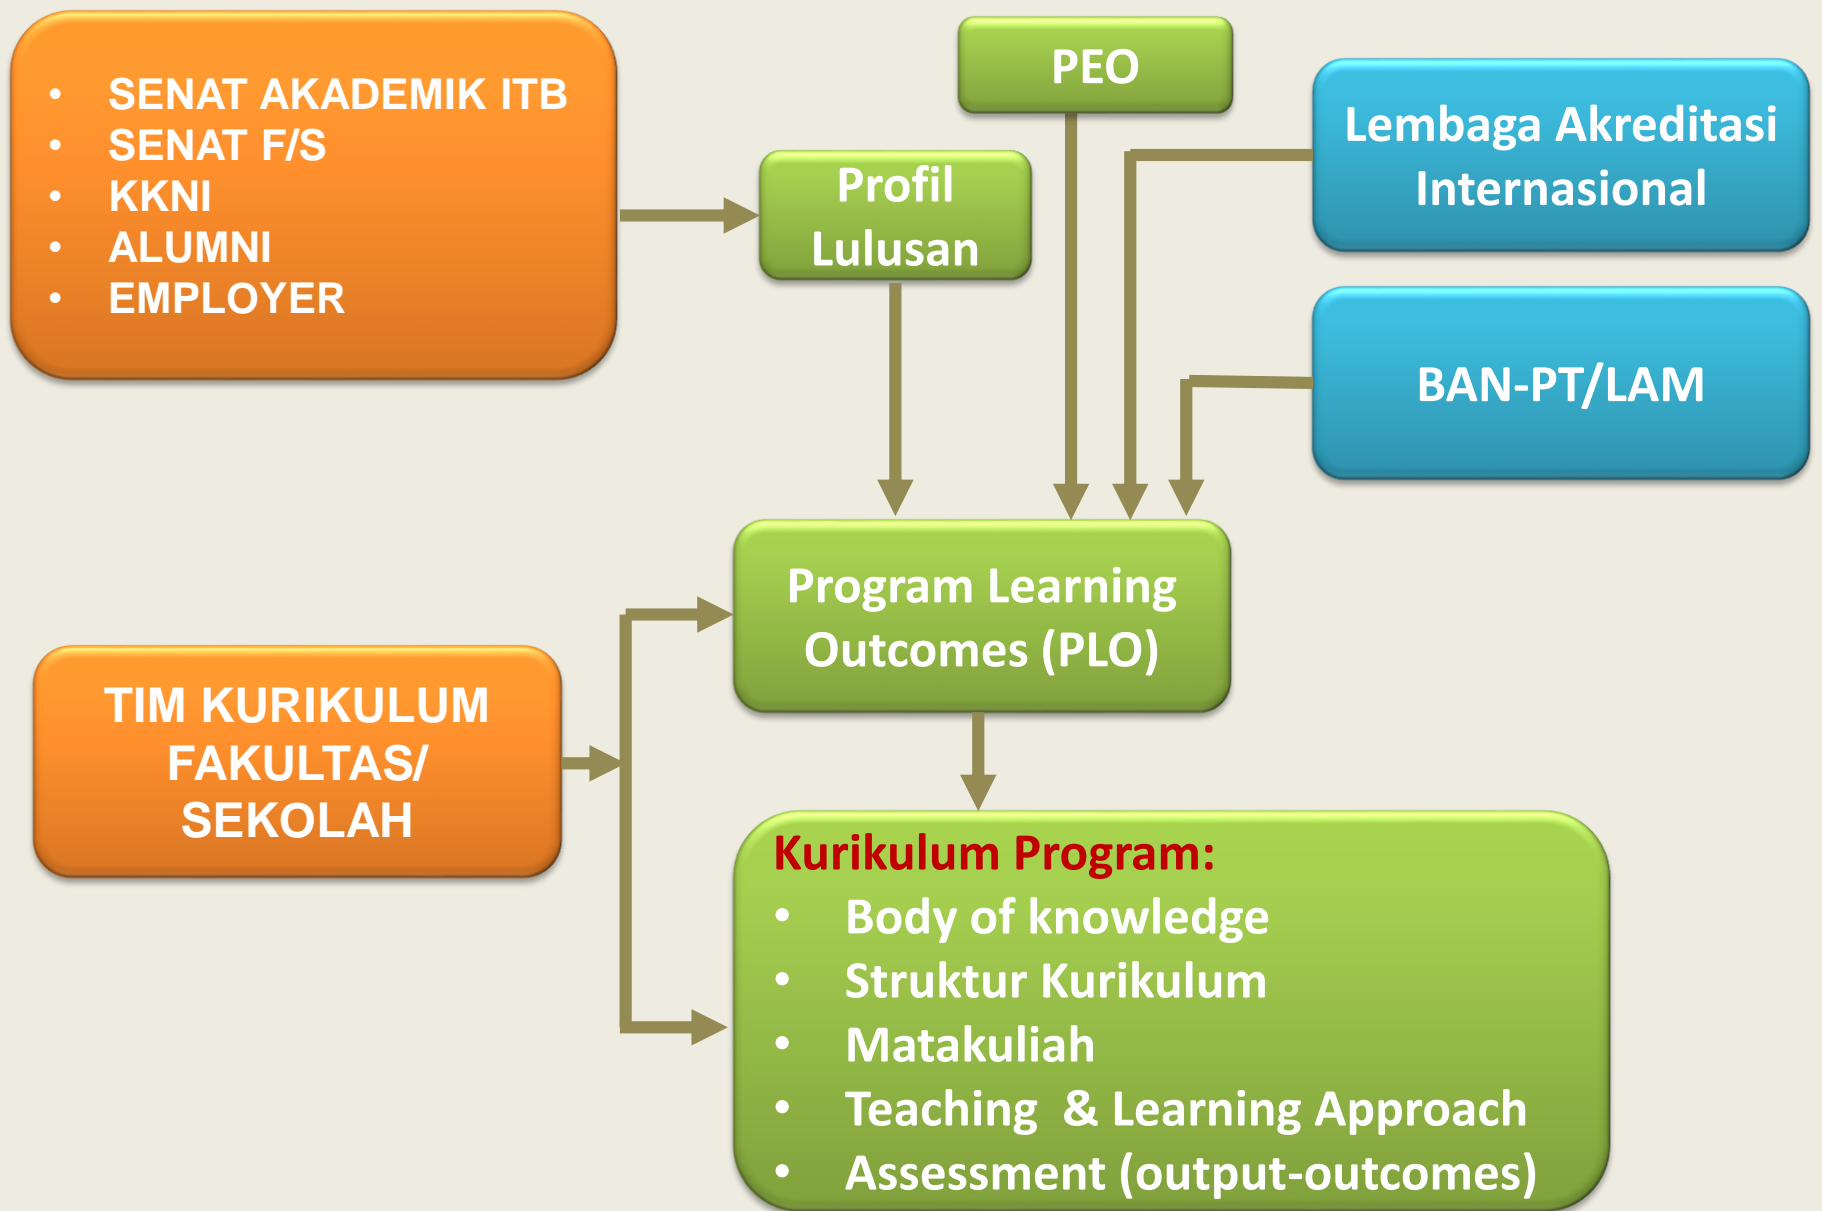 • SENAT AKADEMIK ITB
• SENAT F/S
• KKNI
• ALUMNI
• EMPLOYER
PEO
Profil
Lulusan
Lembaga Akreditasi
Internasional
BAN-PT/LAM
Program Learning
Outcomes (PLO)
TIM KURIKULUM
FAKULTAS/
SEKOLAH
Kurikulum Program:
• Body of knowledge
• Struktur Kurikulum
• Matakuliah
• Teaching & Learning Approach
• Assessment (output-outcomes)